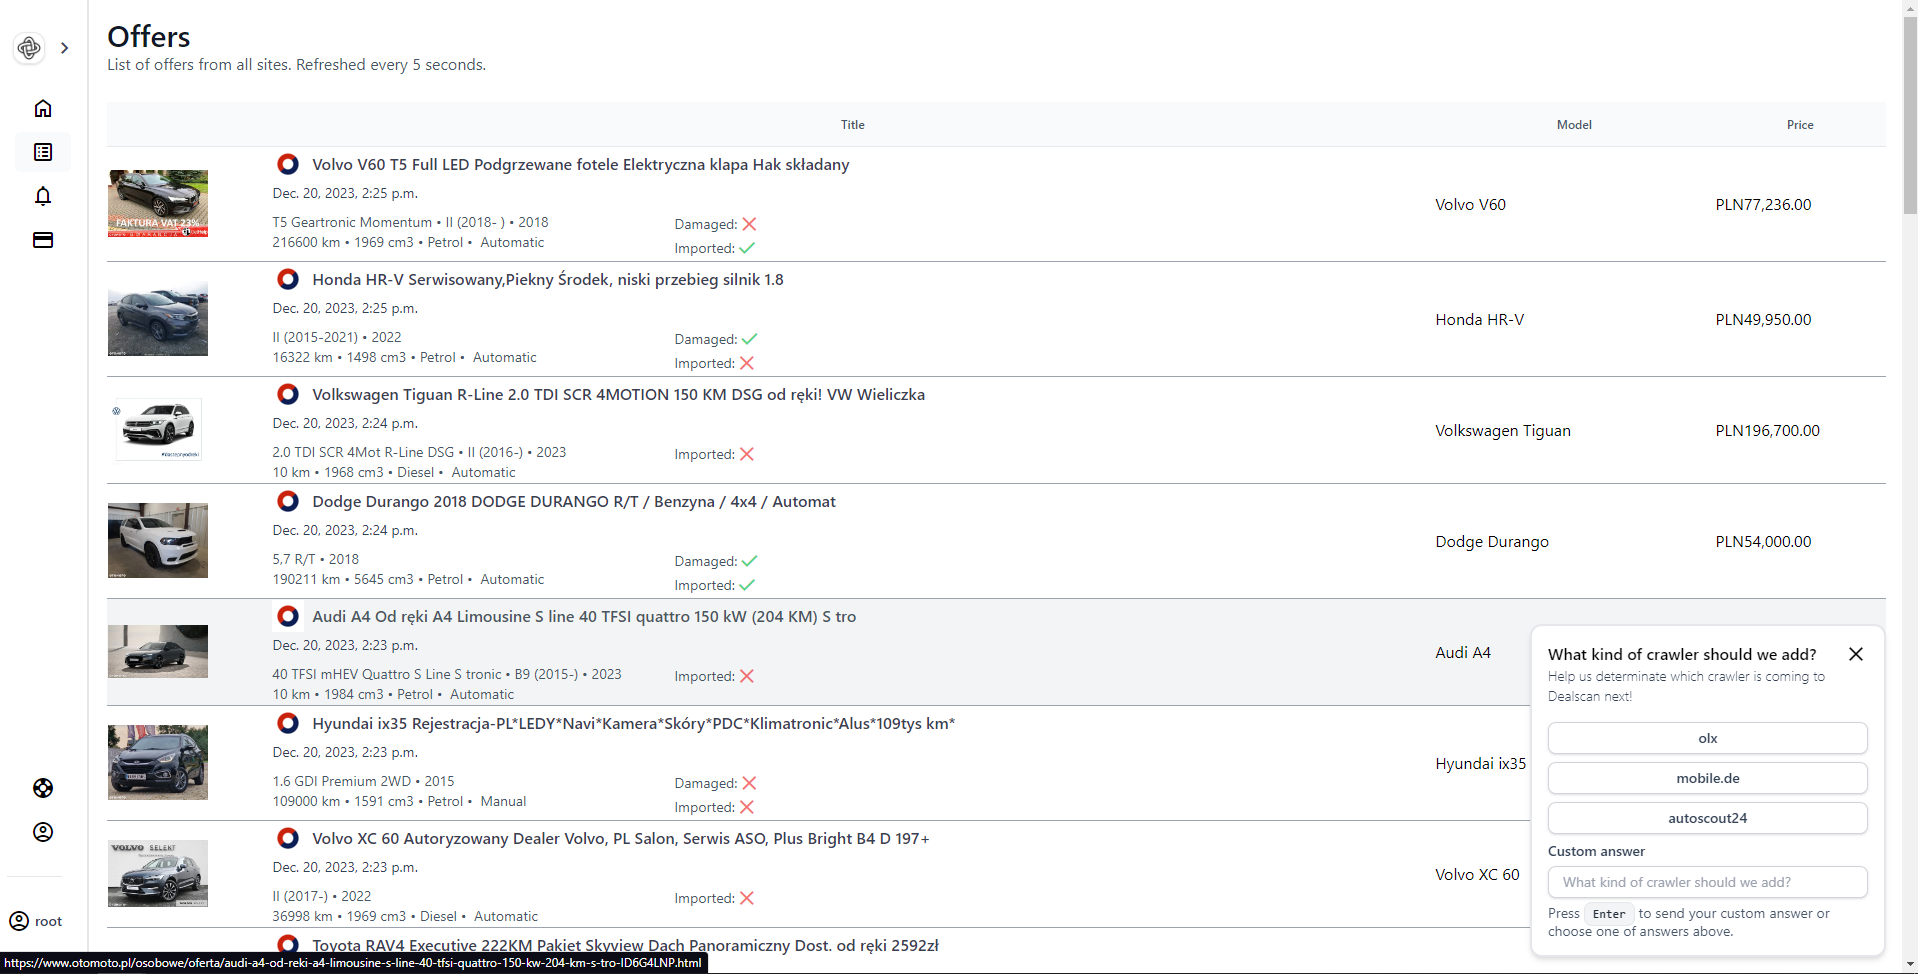 Offers
List of offers from all sites. Refreshed every 5 seconds.
Title Model Price
Volvo V60 T5 Full LED Podgrzewane fotele Elektryczna klapa Hak składany
Dec. 20, 2023, 2:25 p.m.
T5 Geartronic Momentum • II (2018- ) • 2018
216600 km • 1969 cm3 • Petrol • Automatic
Damaged:
Imported:
Volvo V60
PLN77,236.00
FAKTURA VAT 23%
Honda HR-V Serwisowany,Piekny Środek, niski przebieg silnik 1.8
Dec. 20, 2023, 2:25 p.m.
II (2015-2021) • 2022
16322 km • 1498 cm3 • Petrol • Automatic
Damaged:
Imported:
Honda HR-V
PLN49,950.00
Volkswagen Tiguan R-Line 2.0 TDI SCR 4MOTION 150 KM DSG od ręki! VW Wieliczka
Dec. 20, 2023, 2:24 p.m.
2.0 TDI SCR 4Mot R-Line DSG • II (2016-) • 2023
10 km • 1968 cm3 • Diesel • Automatic
Imported:
Volkswagen Tiguan
PLN196,700.00
Dodge Durango 2018 DODGE DURANGO R/T / Benzyna / 4x4 / Automat
Dec. 20, 2023, 2:24 p.m.
5,7 R/T • 2018
190211 km • 5645 cm3 • Petrol • Automatic
Damaged:
Imported:
Dodge Durango
PLN54,000.00
Audi A4 Od ręki A4 Limousine S line 40 TFSI quattro 150 kW (204 KM) S tro
Dec. 20, 2023, 2:23 p.m.
40 TFSI mHEV Quattro S Line S tronic • B9 (2015-) • 2023
10 km • 1984 cm3 • Petrol • Automatic
Imported:
Audi A4
Hyundai ix35 Rejestracja-PL*LEDY*Navi*Kamera*Skóry*PDC*Klimatronic*Alus*109tys km*
Dec. 20, 2023, 2:23 p.m.
1.6 GDI Premium 2WD • 2015
109000 km • 1591 cm3 • Petrol • Manual
Damaged:
Imported:
Hyundai ix35
Volvo XC 60 Autoryzowany Dealer Volvo, PL Salon, Serwis ASO, Plus Bright B4 D 197+
Dec. 20, 2023, 2:23 p.m.
II (2017-) • 2022
36998 km • 1969 cm3 • Diesel • Automatic
Imported:
Volvo XC 60
VOLVO SELEKT
Toyota RAV4 Executive 222KM Pakiet Skyview Dach Panoramiczny Dost. od ręki 2592zł
root
https://www.otomoto.pl/osobowe/oferta/audi-a4-od-reki-a4-limousine-s-line-40-tfsi-quattro-150-kw-204-km-s-tro-ID6G4LNP.html
What kind of crawler should we add?
Help us determinate which crawler is coming to
Dealscan next!
olx
mobile.de
autoscout24
Custom answer
What kind of crawler should we add?
Press Enter to send your custom answer or
choose one of answers above.